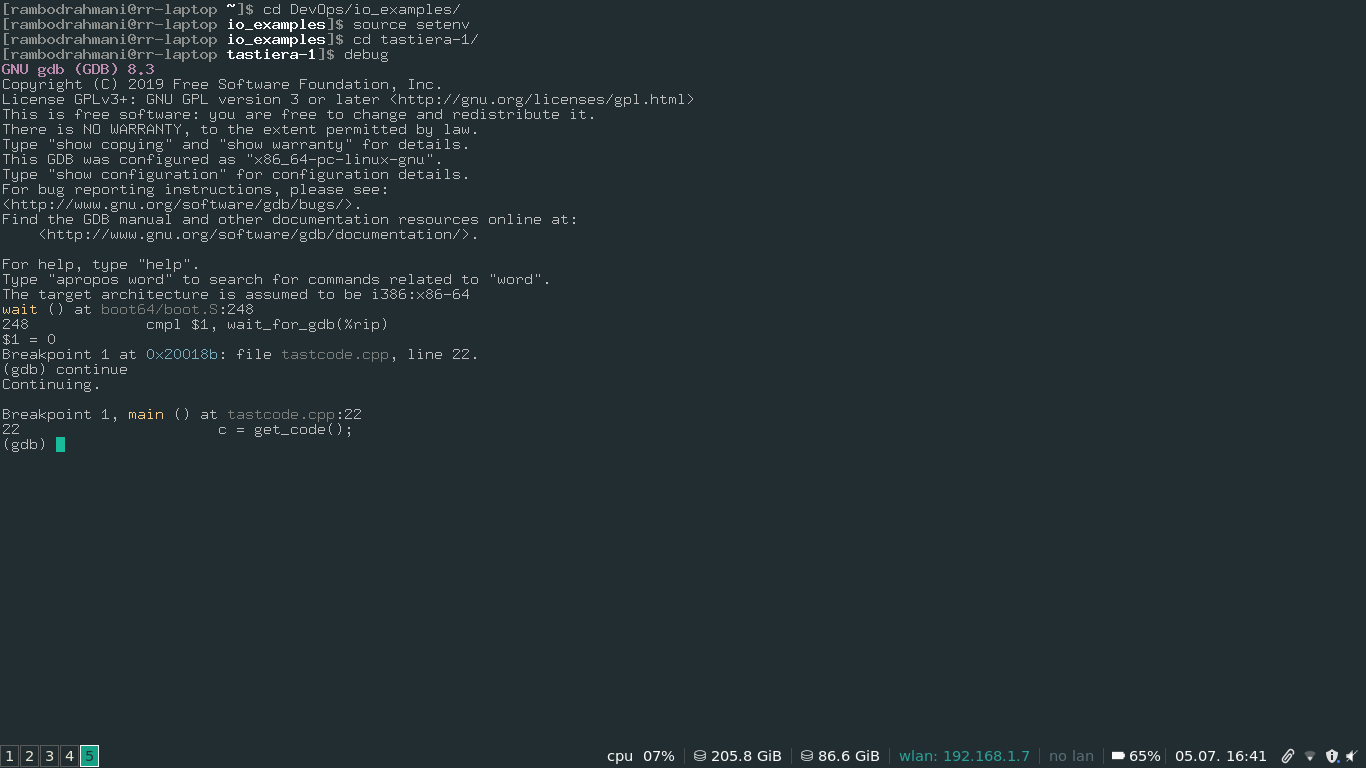 [rambodrahmani@rr-laptop ~]$ cd DevOps/io_examples/
[rambodrahmani@rr-laptop io_examples]$ source setenv
[rambodrahmani@rr-laptop io_examples]$ cd tastiera-1/
[rambodrahmani@rr-laptop tastiera-1]$ debug
GNU gdb (GDB) 8.3
Copyright (C) 2019 Free Software Foundation, Inc.
License GPLv3+: GNU GPL version 3 or later <http://gnu.org/licenses/gpl.html>
This is free software: you are free to change and redistribute it.
There is NO WARRANTY, to the extent permitted by law.
Type "show copying" and "show warranty" for details.
This GDB was configured as "x86_64-pc-linux-gnu".
Type "show configuration" for configuration details.
For bug reporting instructions, please see:
<http://www.gnu.org/software/gdb/bugs/>.
Find the GDB manual and other documentation resources online at:
    <http://www.gnu.org/software/gdb/documentation/>.

For help, type "help".
Type "apropos word" to search for commands related to "word".
The target architecture is assumed to be i386:x86-64
wait () at boot64/boot.S:248
248             cmpl $1, wait_for_gdb(%rip)
$1 = 0
Breakpoint 1 at 0x20018b: file tastcode.cpp, line 22.
(gdb) continue
Continuing.

Breakpoint 1, main () at tastcode.cpp:22
22                      c = get_code();
(gdb)
1 2 3 4 5 cpu 07% 205.8 GiB 86.6 GiB wlan: 192.168.1.7 no lan 65% 05.07. 16:41